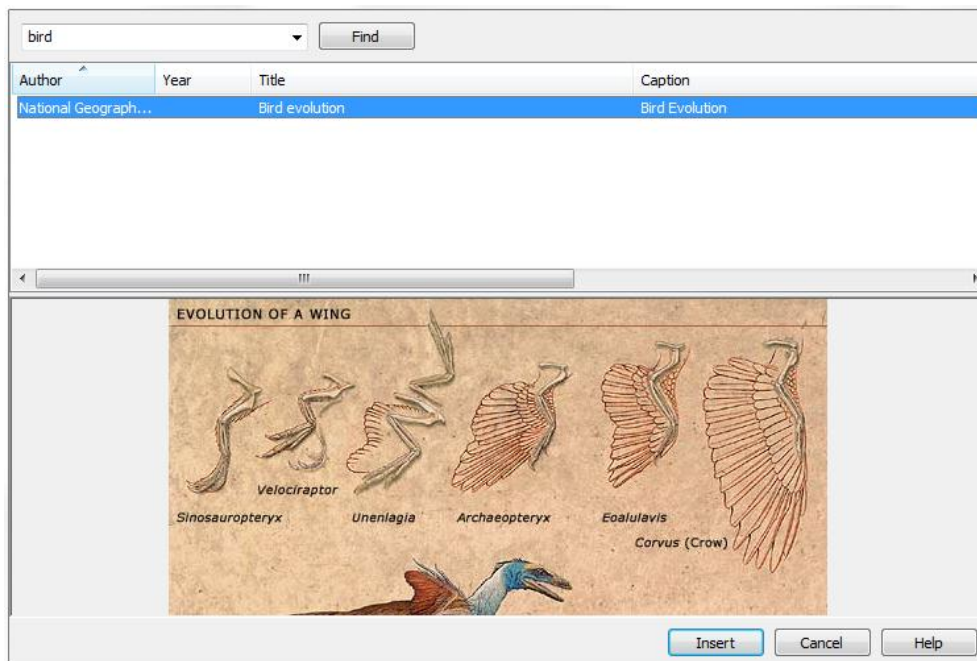 bird Find
Author Year Title Caption
National Geograph... Bird evolution Bird Evolution
EVOLUTION OF A WING
Velociraptor
Sinosauropteryx Unenlagia Archaeopteryx Eoalulavis
Corvus (Crow)
Insert Cancel Help